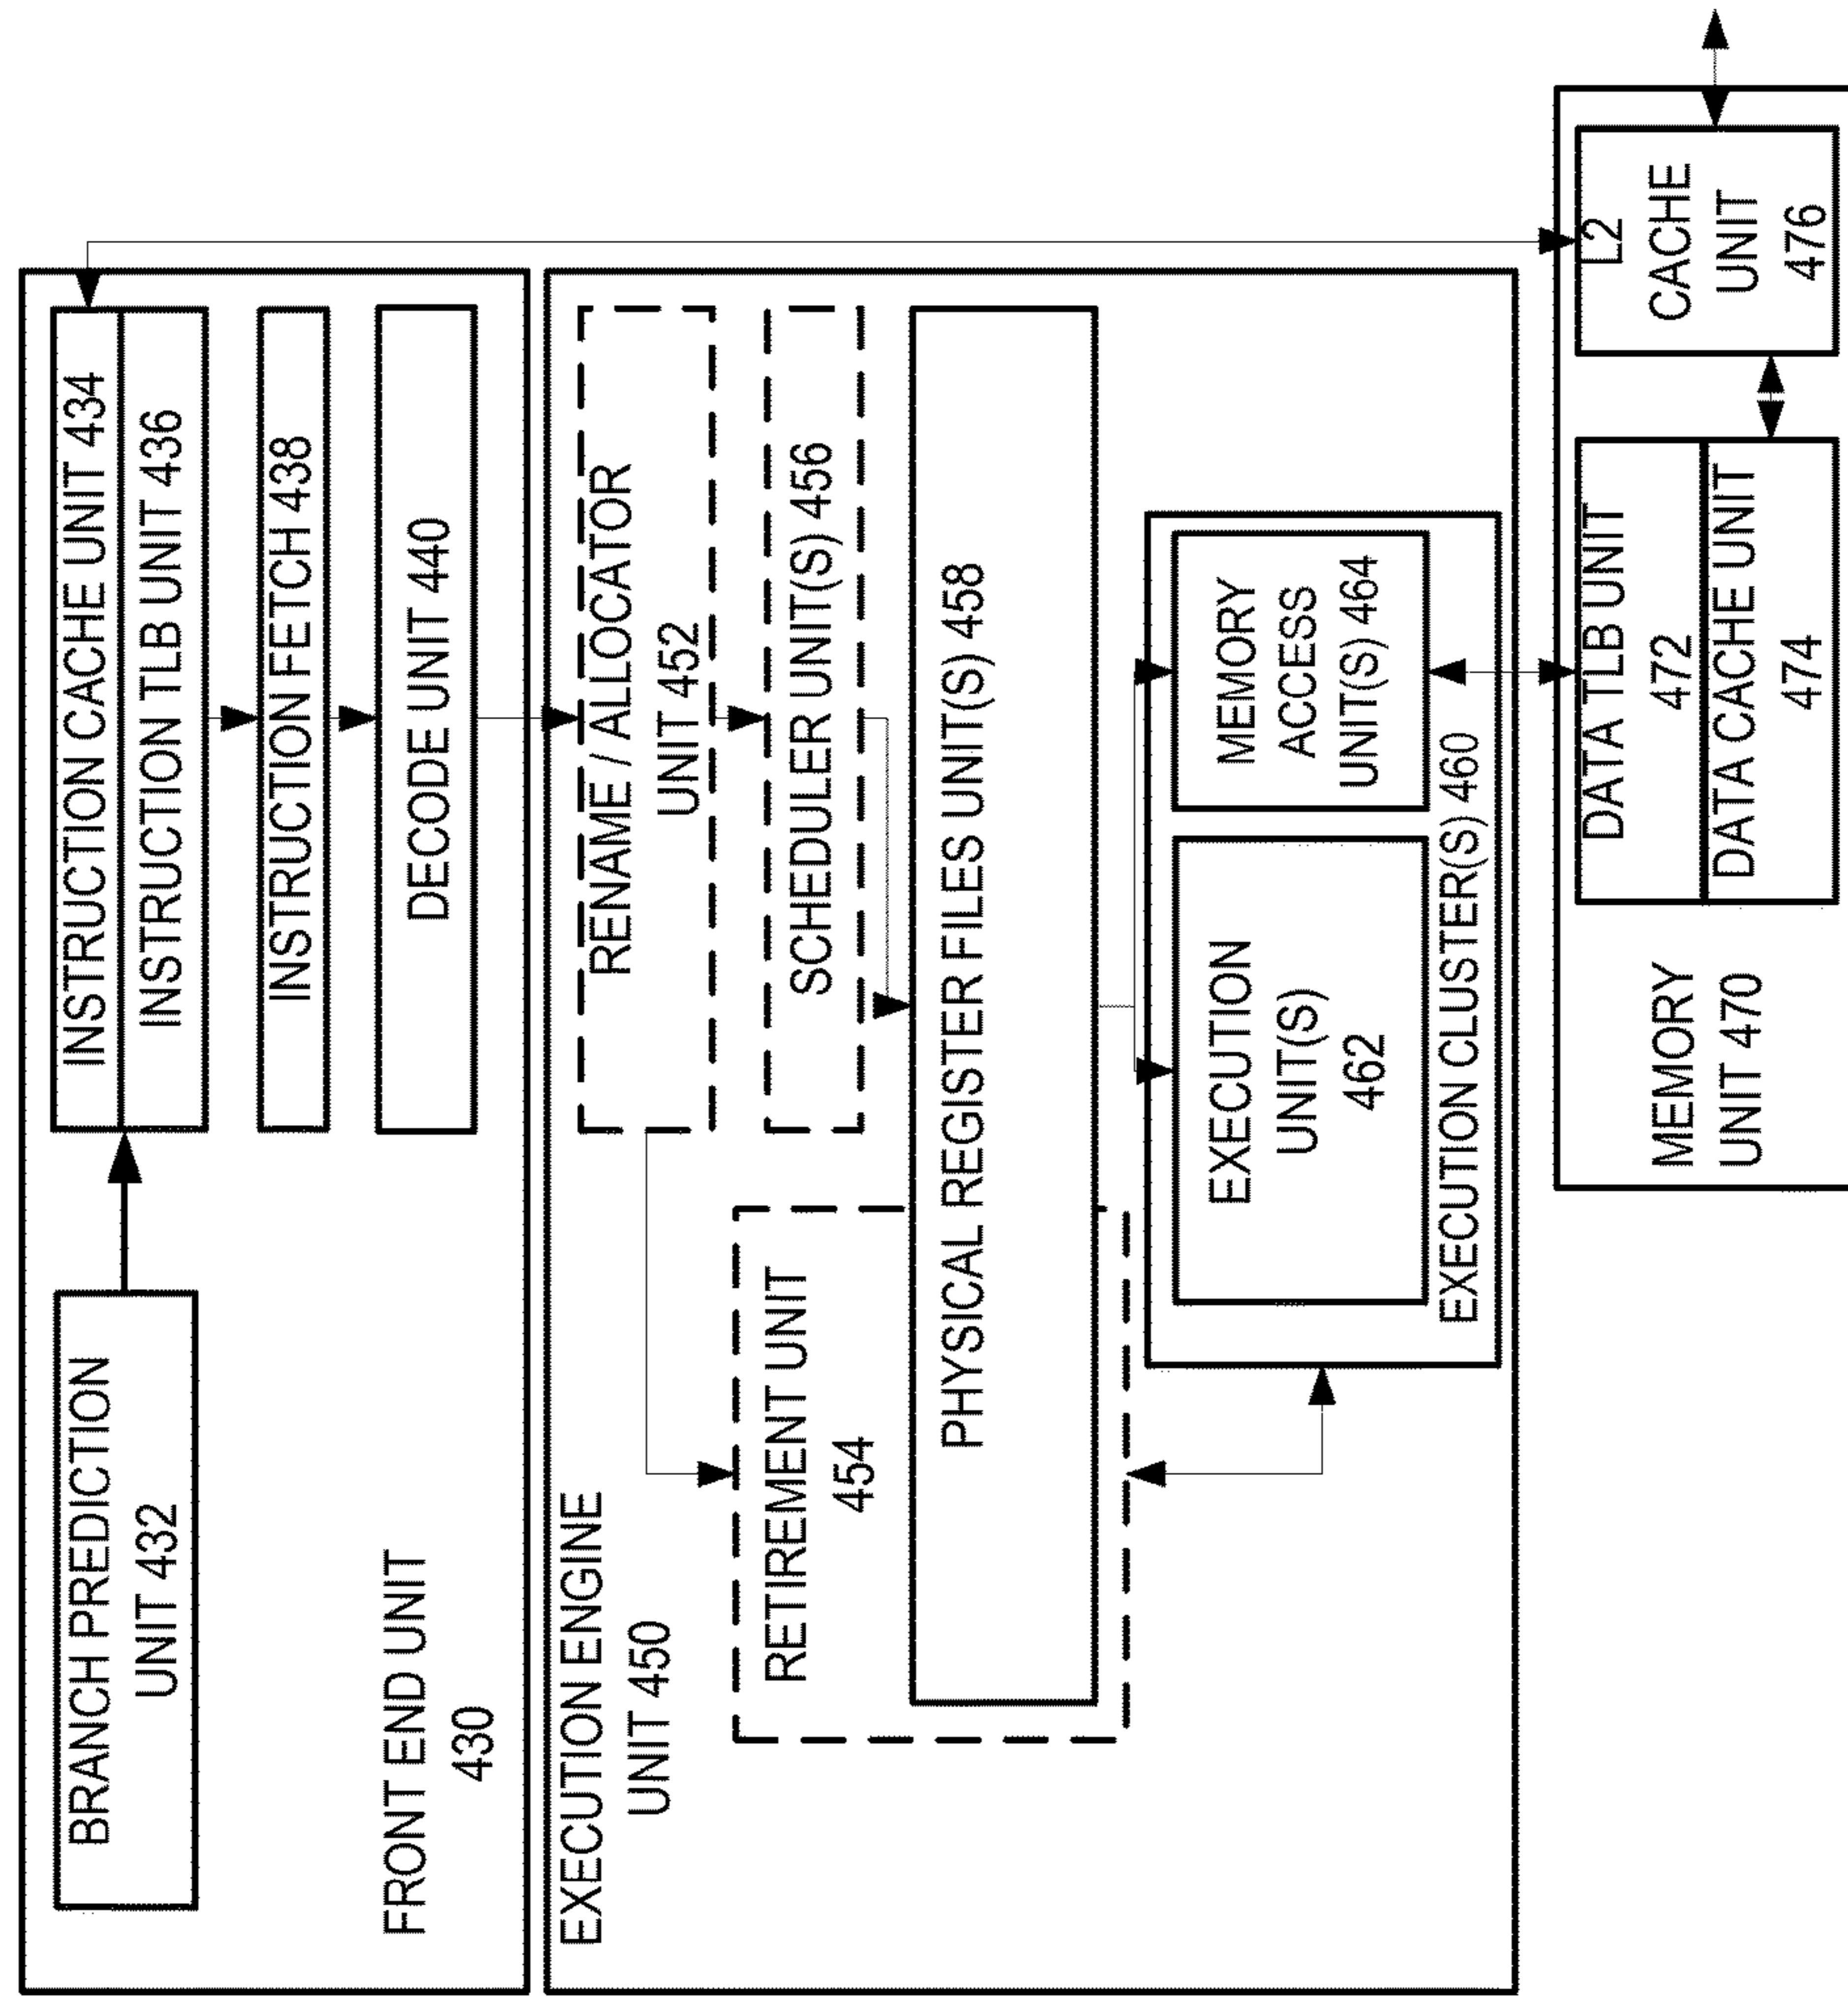 BRANCH PREDICTION
UNIT 432
INSTRUCTION CACHE UNIT 434
INSTRUCTION TLB UNIT 436
INSTRUCTION FETCH 438
DECODE UNIT 440
FRONT END UNIT
430
EXECUTION ENGINE
UNIT 450
RENAME / ALLOCATOR
UNIT 452
RETIREMENT UNIT
454
SCHEDULER UNIT(S) 456
PHYSICAL REGISTER FILES UNIT(S) 458
EXECUTION
UNIT(S)
462
MEMORY
ACCESS
UNIT(S) 464
EXECUTION CLUSTER(S) 460
MEMORY
UNIT 470
DATA TLB UNIT
472
DATA CACHE UNIT
474
L2
CACHE
UNIT
476